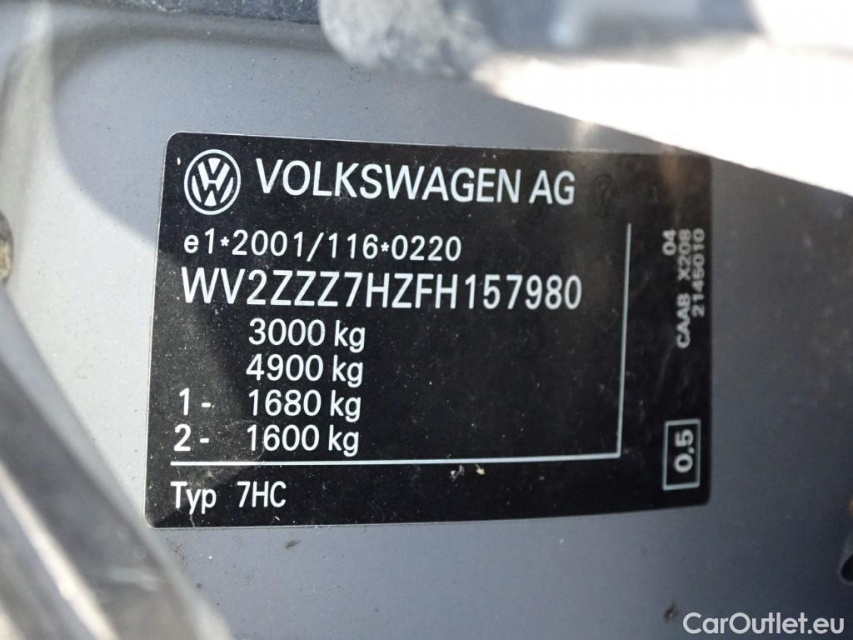 VOLKSWAGEN AG
e1*2001/116*0220
WV2ZZZ7HZFH157980
3000 kg
4900 kg
1 - 1680 kg
2 - 1600 kg
Typ 7HC
04
CAAB X208
2145010
0.5
CarOutlet.eu